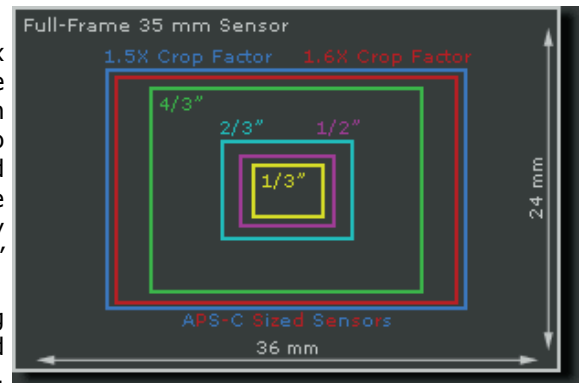 Full-Frame 35 mm Sensor
1.5X Crop Factor 1.6X Crop Factor
4/3"
2/3" 1/2"
1/3"
24 mm
APS-C Sized Sensors
36 mm